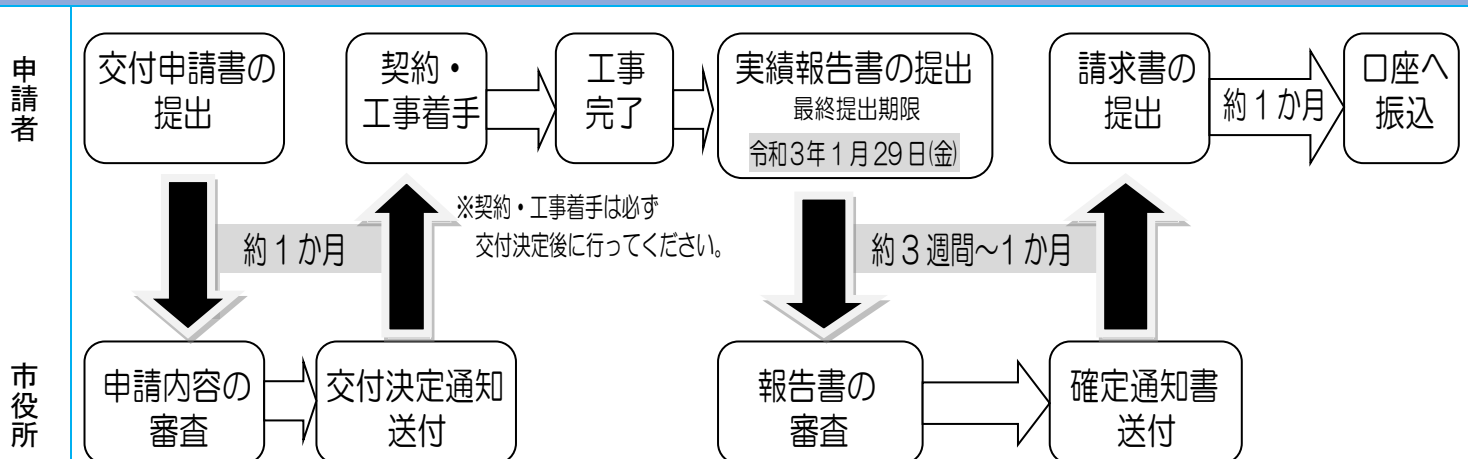 申請者
交付申請書の
提出
契約・
工事着手
工事
完了
実績報告書の提出
最終提出期限
令和3年1月29日(金)
請求書の
提出
約1か月
口座へ
振込
約1か月
※契約・工事着手は必ず
交付決定後に行ってください。
約3週間～1か月
市役所
申請内容の
審査
交付決定通知
送付
報告書の
審査
確定通知書
送付